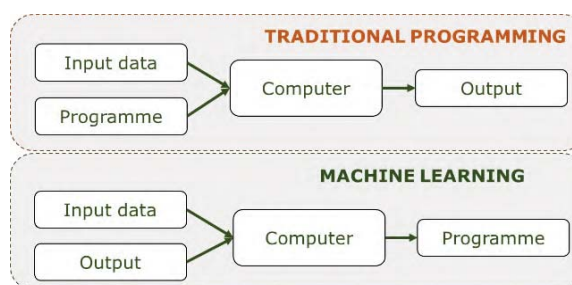 TRADITIONAL PROGRAMMING
Input data
Programme
Computer
Output
MACHINE LEARNING
Input data
Output
Computer
Programme